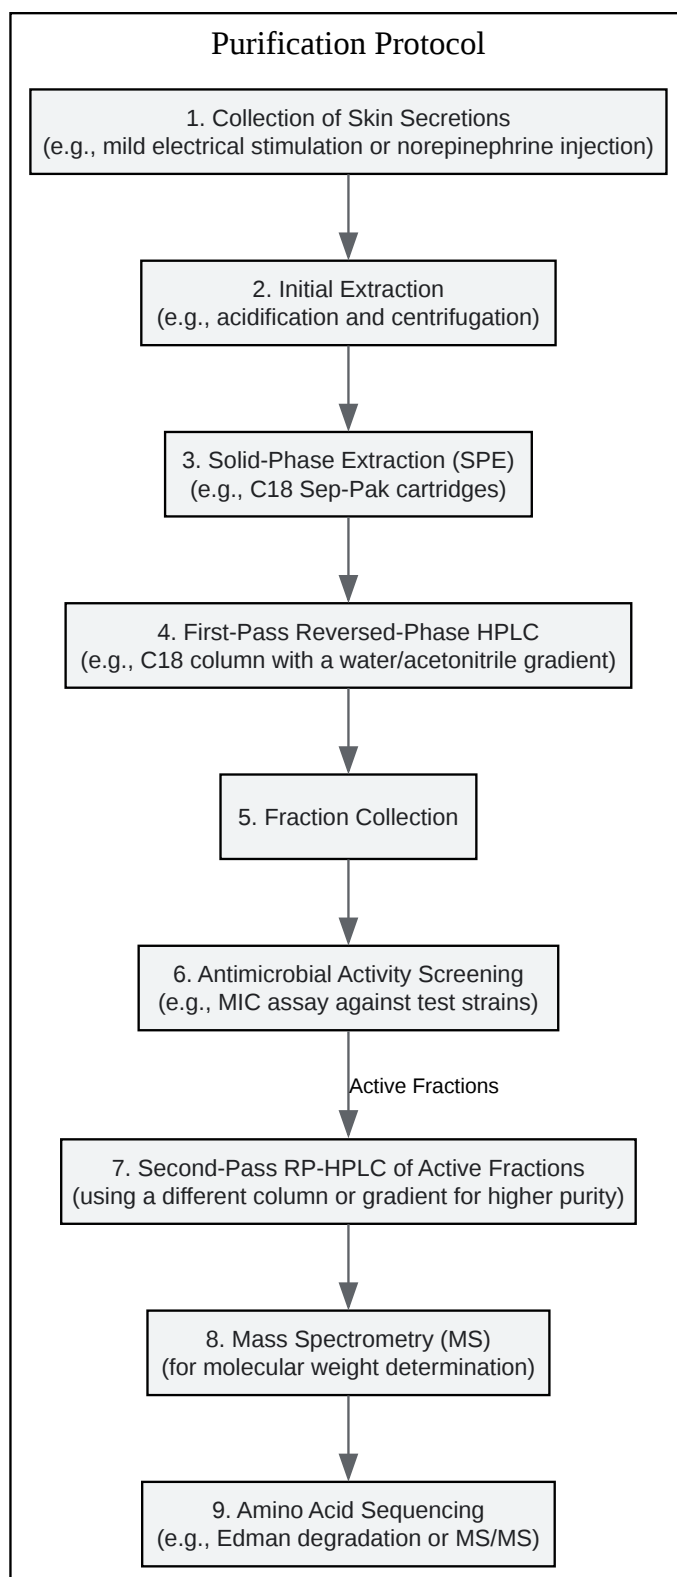 Purification Protocol
1. Collection of Skin Secretions
(e.g., mild electrical stimulation or norepinephrine injection)
2. Initial Extraction
(e.g., acidification and centrifugation)
3. Solid-Phase Extraction (SPE)
(e.g., C18 Sep-Pak cartridges)
4. First-Pass Reversed-Phase HPLC
(e.g., C18 column with a water/acetonitrile gradient)
5. Fraction Collection
6. Antimicrobial Activity Screening
(e.g., MIC assay against test strains)
Active Fractions
7. Second-Pass RP-HPLC of Active Fractions
(using a different column or gradient for higher purity)
8. Mass Spectrometry (MS)
(for molecular weight determination)
9. Amino Acid Sequencing
(e.g., Edman degradation or MS/MS)